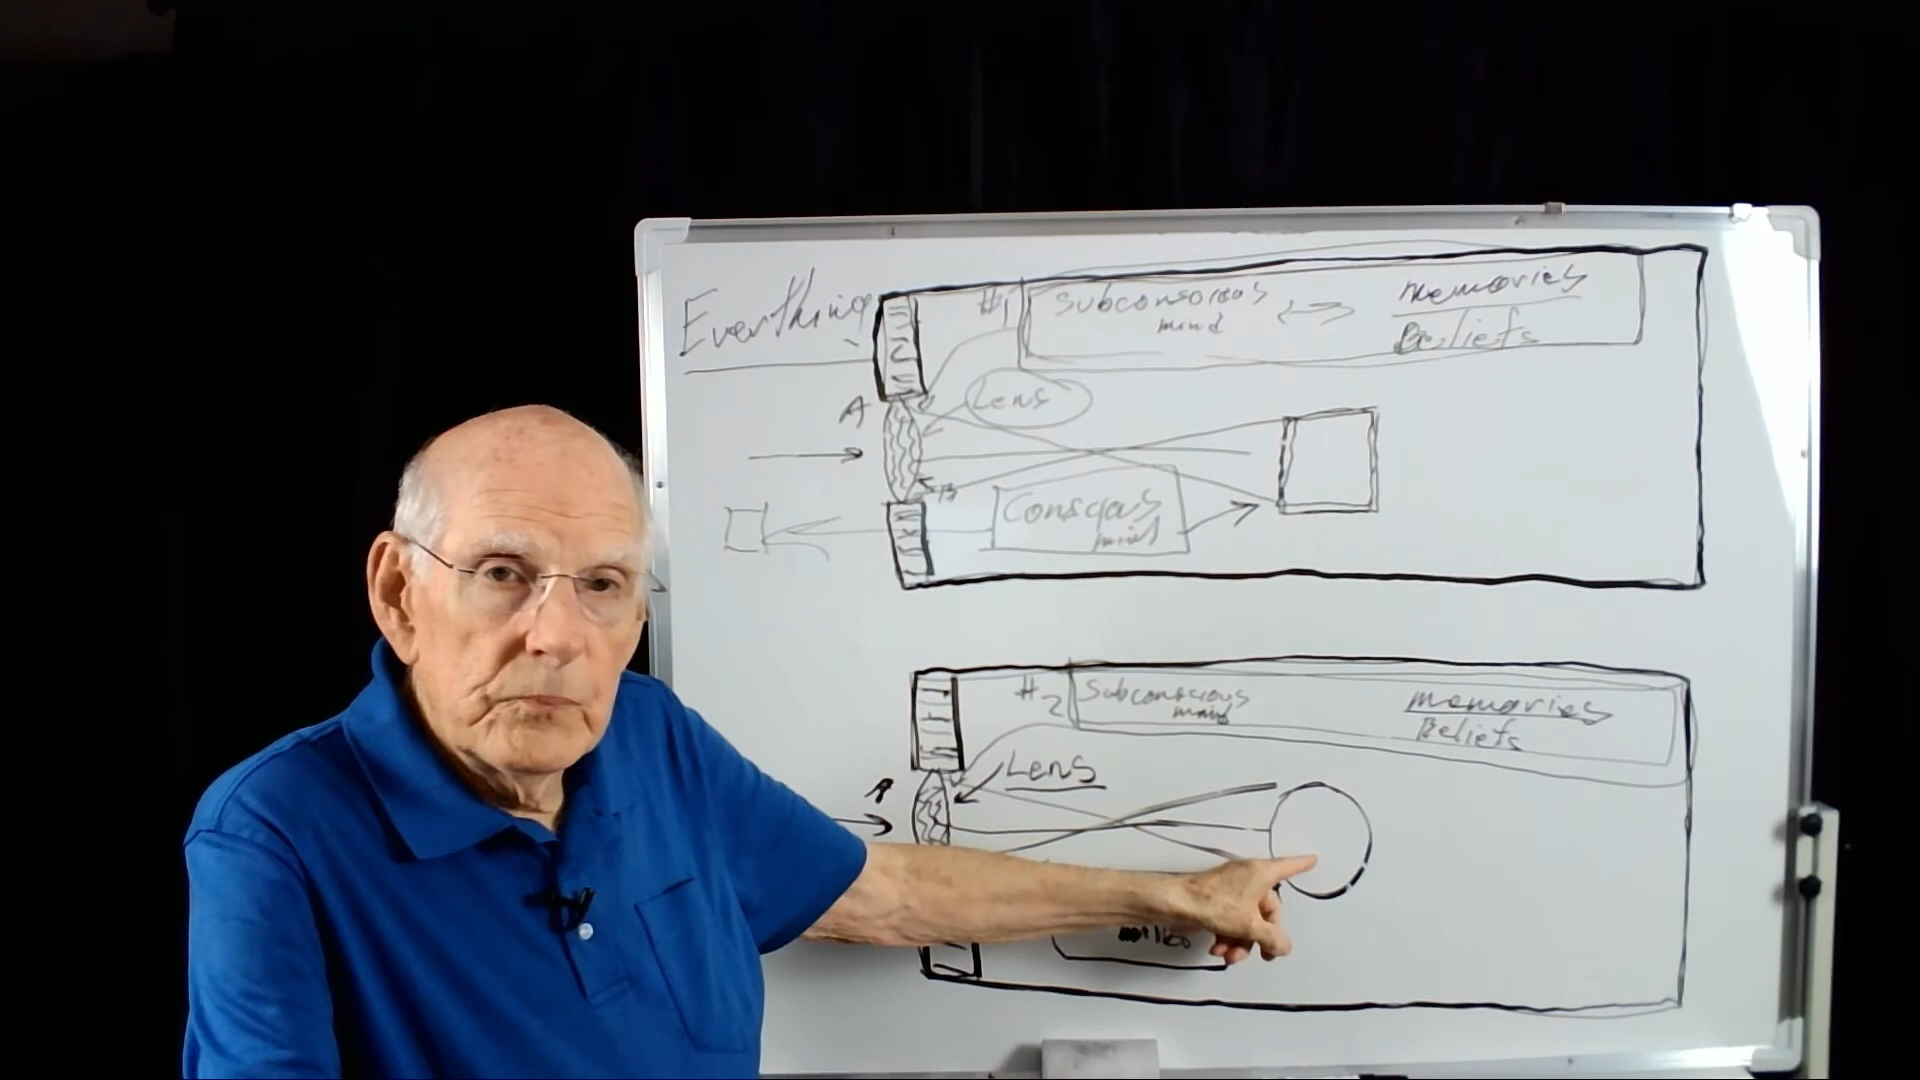 Everthing
#1
Subconscious
mind
Memories
Beliefs
A
Lens
B
Conscious
mind
#2
Subconscious
mind
memories
Beliefs
Lens
A